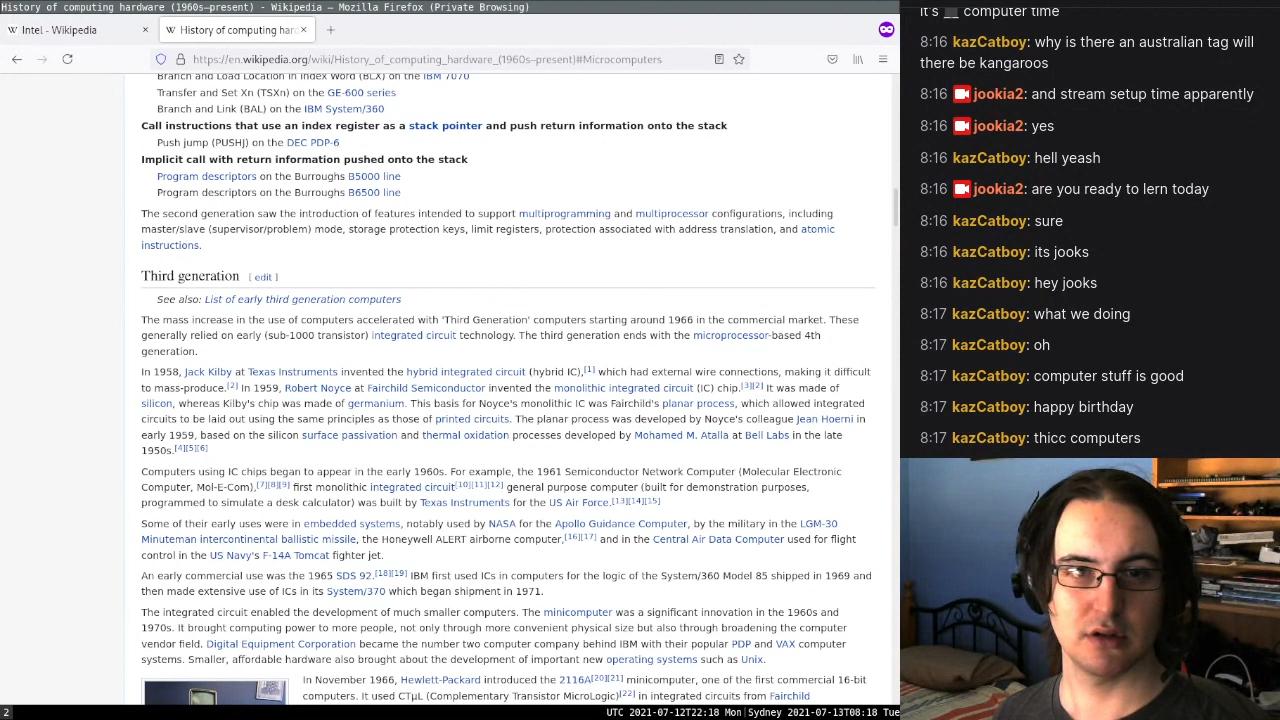 History of computing hardware (1960s–present) - Wikipedia — Mozilla Firefox (Private Browsing)
Intel - Wikipedia
History of computing hardw
https://en.wikipedia.org/wiki/History_of_computing_hardware_(1960s–present)#Microcomputers
Branch and Load Location in Index Word (BLX) on the IBM 7070
Transfer and Set Xn (TSXn) on the GE-600 series
Branch and Link (BAL) on the IBM System/360
Call instructions that use an index register as a stack pointer and push return information onto the stack
Push jump (PUSHJ) on the DEC PDP-6
Implicit call with return information pushed onto the stack
Program descriptors on the Burroughs B5000 line
Program descriptors on the Burroughs B6500 line
The second generation saw the introduction of features intended to support multiprogramming and multiprocessor configurations, including
master/slave (supervisor/problem) mode, storage protection keys, limit registers, protection associated with address translation, and atomic
instructions.
Third generation [ edit ]
See also: List of early third generation computers
The mass increase in the use of computers accelerated with 'Third Generation' computers starting around 1966 in the commercial market. These
generally relied on early (sub-1000 transistor) integrated circuit technology. The third generation ends with the microprocessor-based 4th
generation.
In 1958, Jack Kilby at Texas Instruments invented the hybrid integrated circuit (hybrid IC),[1] which had external wire connections, making it difficult
to mass-produce.[2] In 1959, Robert Noyce at Fairchild Semiconductor invented the monolithic integrated circuit (IC) chip.[3][2] It was made of
silicon, whereas Kilby's chip was made of germanium. This basis for Noyce's monolithic IC was Fairchild's planar process, which allowed integrated
circuits to be laid out using the same principles as those of printed circuits. The planar process was developed by Noyce's colleague Jean Hoerni in
early 1959, based on the silicon surface passivation and thermal oxidation processes developed by Mohamed M. Atalla at Bell Labs in the late
1950s.[4][5][6]
Computers using IC chips began to appear in the early 1960s. For example, the 1961 Semiconductor Network Computer (Molecular Electronic
Computer, Mol-E-Com),[7][8][9] first monolithic integrated circuit[10][11][12] general purpose computer (built for demonstration purposes,
programmed to simulate a desk calculator) was built by Texas Instruments for the US Air Force.[13][14][15]
Some of their early uses were in embedded systems, notably used by NASA for the Apollo Guidance Computer, by the military in the LGM-30
Minuteman intercontinental ballistic missile, the Honeywell ALERT airborne computer,[16][17] and in the Central Air Data Computer used for flight
control in the US Navy's F-14A Tomcat fighter jet.
An early commercial use was the 1965 SDS 92.[18][19] IBM first used ICs in computers for the logic of the System/360 Model 85 shipped in 1969 and
then made extensive use of ICs in its System/370 which began shipment in 1971.
The integrated circuit enabled the development of much smaller computers. The minicomputer was a significant innovation in the 1960s and
1970s. It brought computing power to more people, not only through more convenient physical size but also through broadening the computer
vendor field. Digital Equipment Corporation became the number two computer company behind IBM with their popular PDP and VAX computer
systems. Smaller, affordable hardware also brought about the development of important new operating systems such as Unix.
In November 1966, Hewlett-Packard introduced the 2116A[20][21] minicomputer, one of the first commercial 16-bit
computers. It used CTμL (Complementary Transistor MicroLogic)[22] in integrated circuits from Fairchild
2
UTC 2021-07-12T22:18 Mon|Sydney 2021-07-13T08:18 Tue
it's computer time
8:16 kazCatboy: why is there an australian tag will
there be kangaroos
8:16 jookia2: and stream setup time apparently
8:16 jookia2: yes
8:16 kazCatboy: hell yeash
8:16 jookia2: are you ready to lern today
8:16 kazCatboy: sure
8:16 kazCatboy: its jooks
8:16 kazCatboy: hey jooks
8:17 kazCatboy: what we doing
8:17 kazCatboy: oh
8:17 kazCatboy: computer stuff is good
8:17 kazCatboy: happy birthday
8:17 kazCatboy: thicc computers